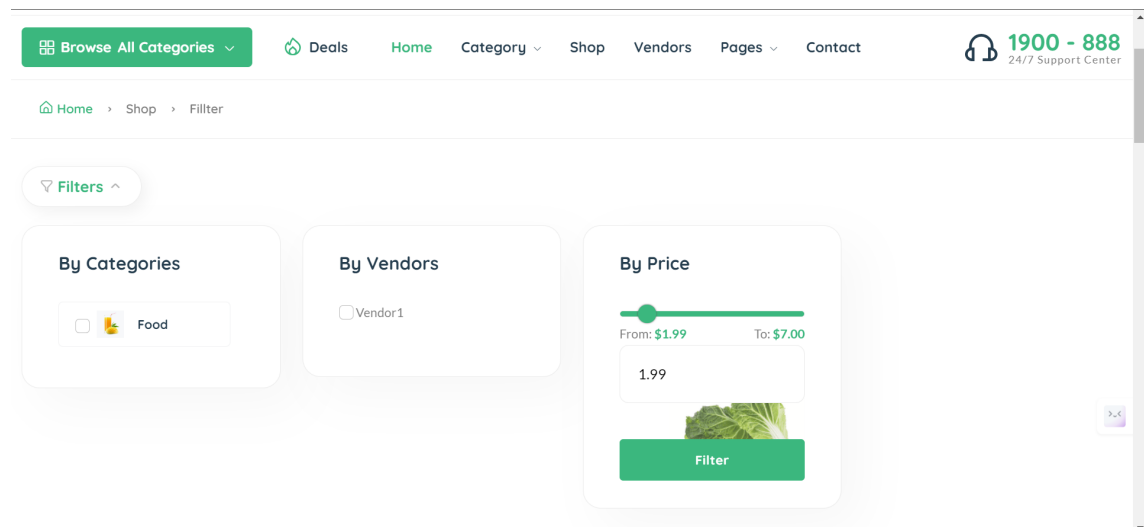 Browse All Categories
Deals
Home
Category
Shop
Vendors
Pages
Contact
1900 - 888
24/7 Support Center
Home > Shop > Fillter
Filters
By Categories
Food
By Vendors
Vendor1
By Price
From: $1.99 To: $7.00
1.99
Filter
>_<